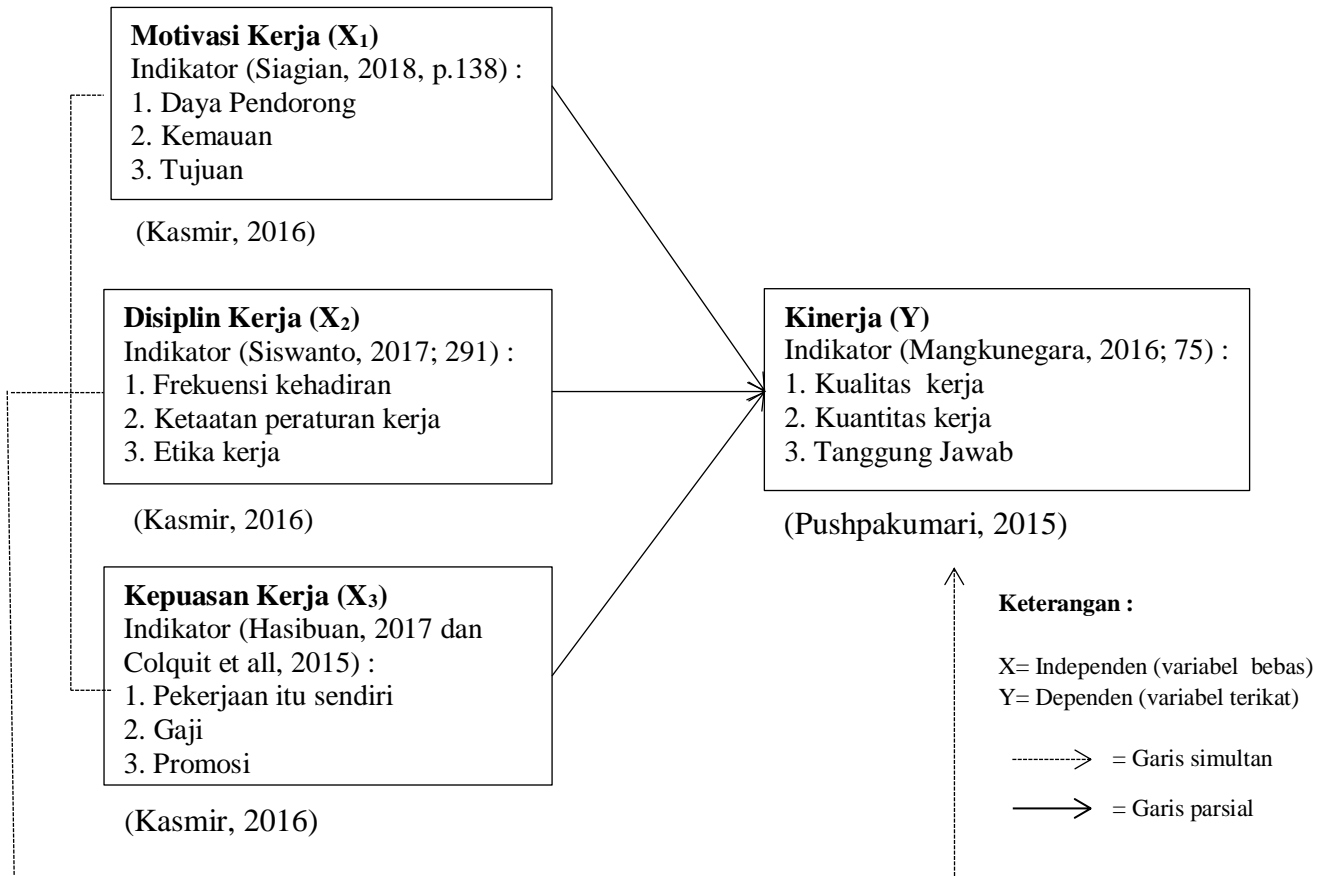 Motivasi Kerja (X₁)
Indikator (Siagian, 2018, p.138) :
1. Daya Pendorong
2. Kemauan
3. Tujuan
(Kasmir, 2016)
Disiplin Kerja (X₂)
Indikator (Siswanto, 2017; 291) :
1. Frekuensi kehadiran
2. Ketaatan peraturan kerja
3. Etika kerja
(Kasmir, 2016)
Kepuasan Kerja (X₃)
Indikator (Hasibuan, 2017 dan
Colquit et all, 2015) :
1. Pekerjaan itu sendiri
2. Gaji
3. Promosi
(Kasmir, 2016)
Kinerja (Y)
Indikator (Mangkunegara, 2016; 75) :
1. Kualitas kerja
2. Kuantitas kerja
3. Tanggung Jawab
(Pushpakumari, 2015)
Keterangan :
X= Independen (variabel bebas)
Y= Dependen (variabel terikat)
= Garis simultan
= Garis parsial